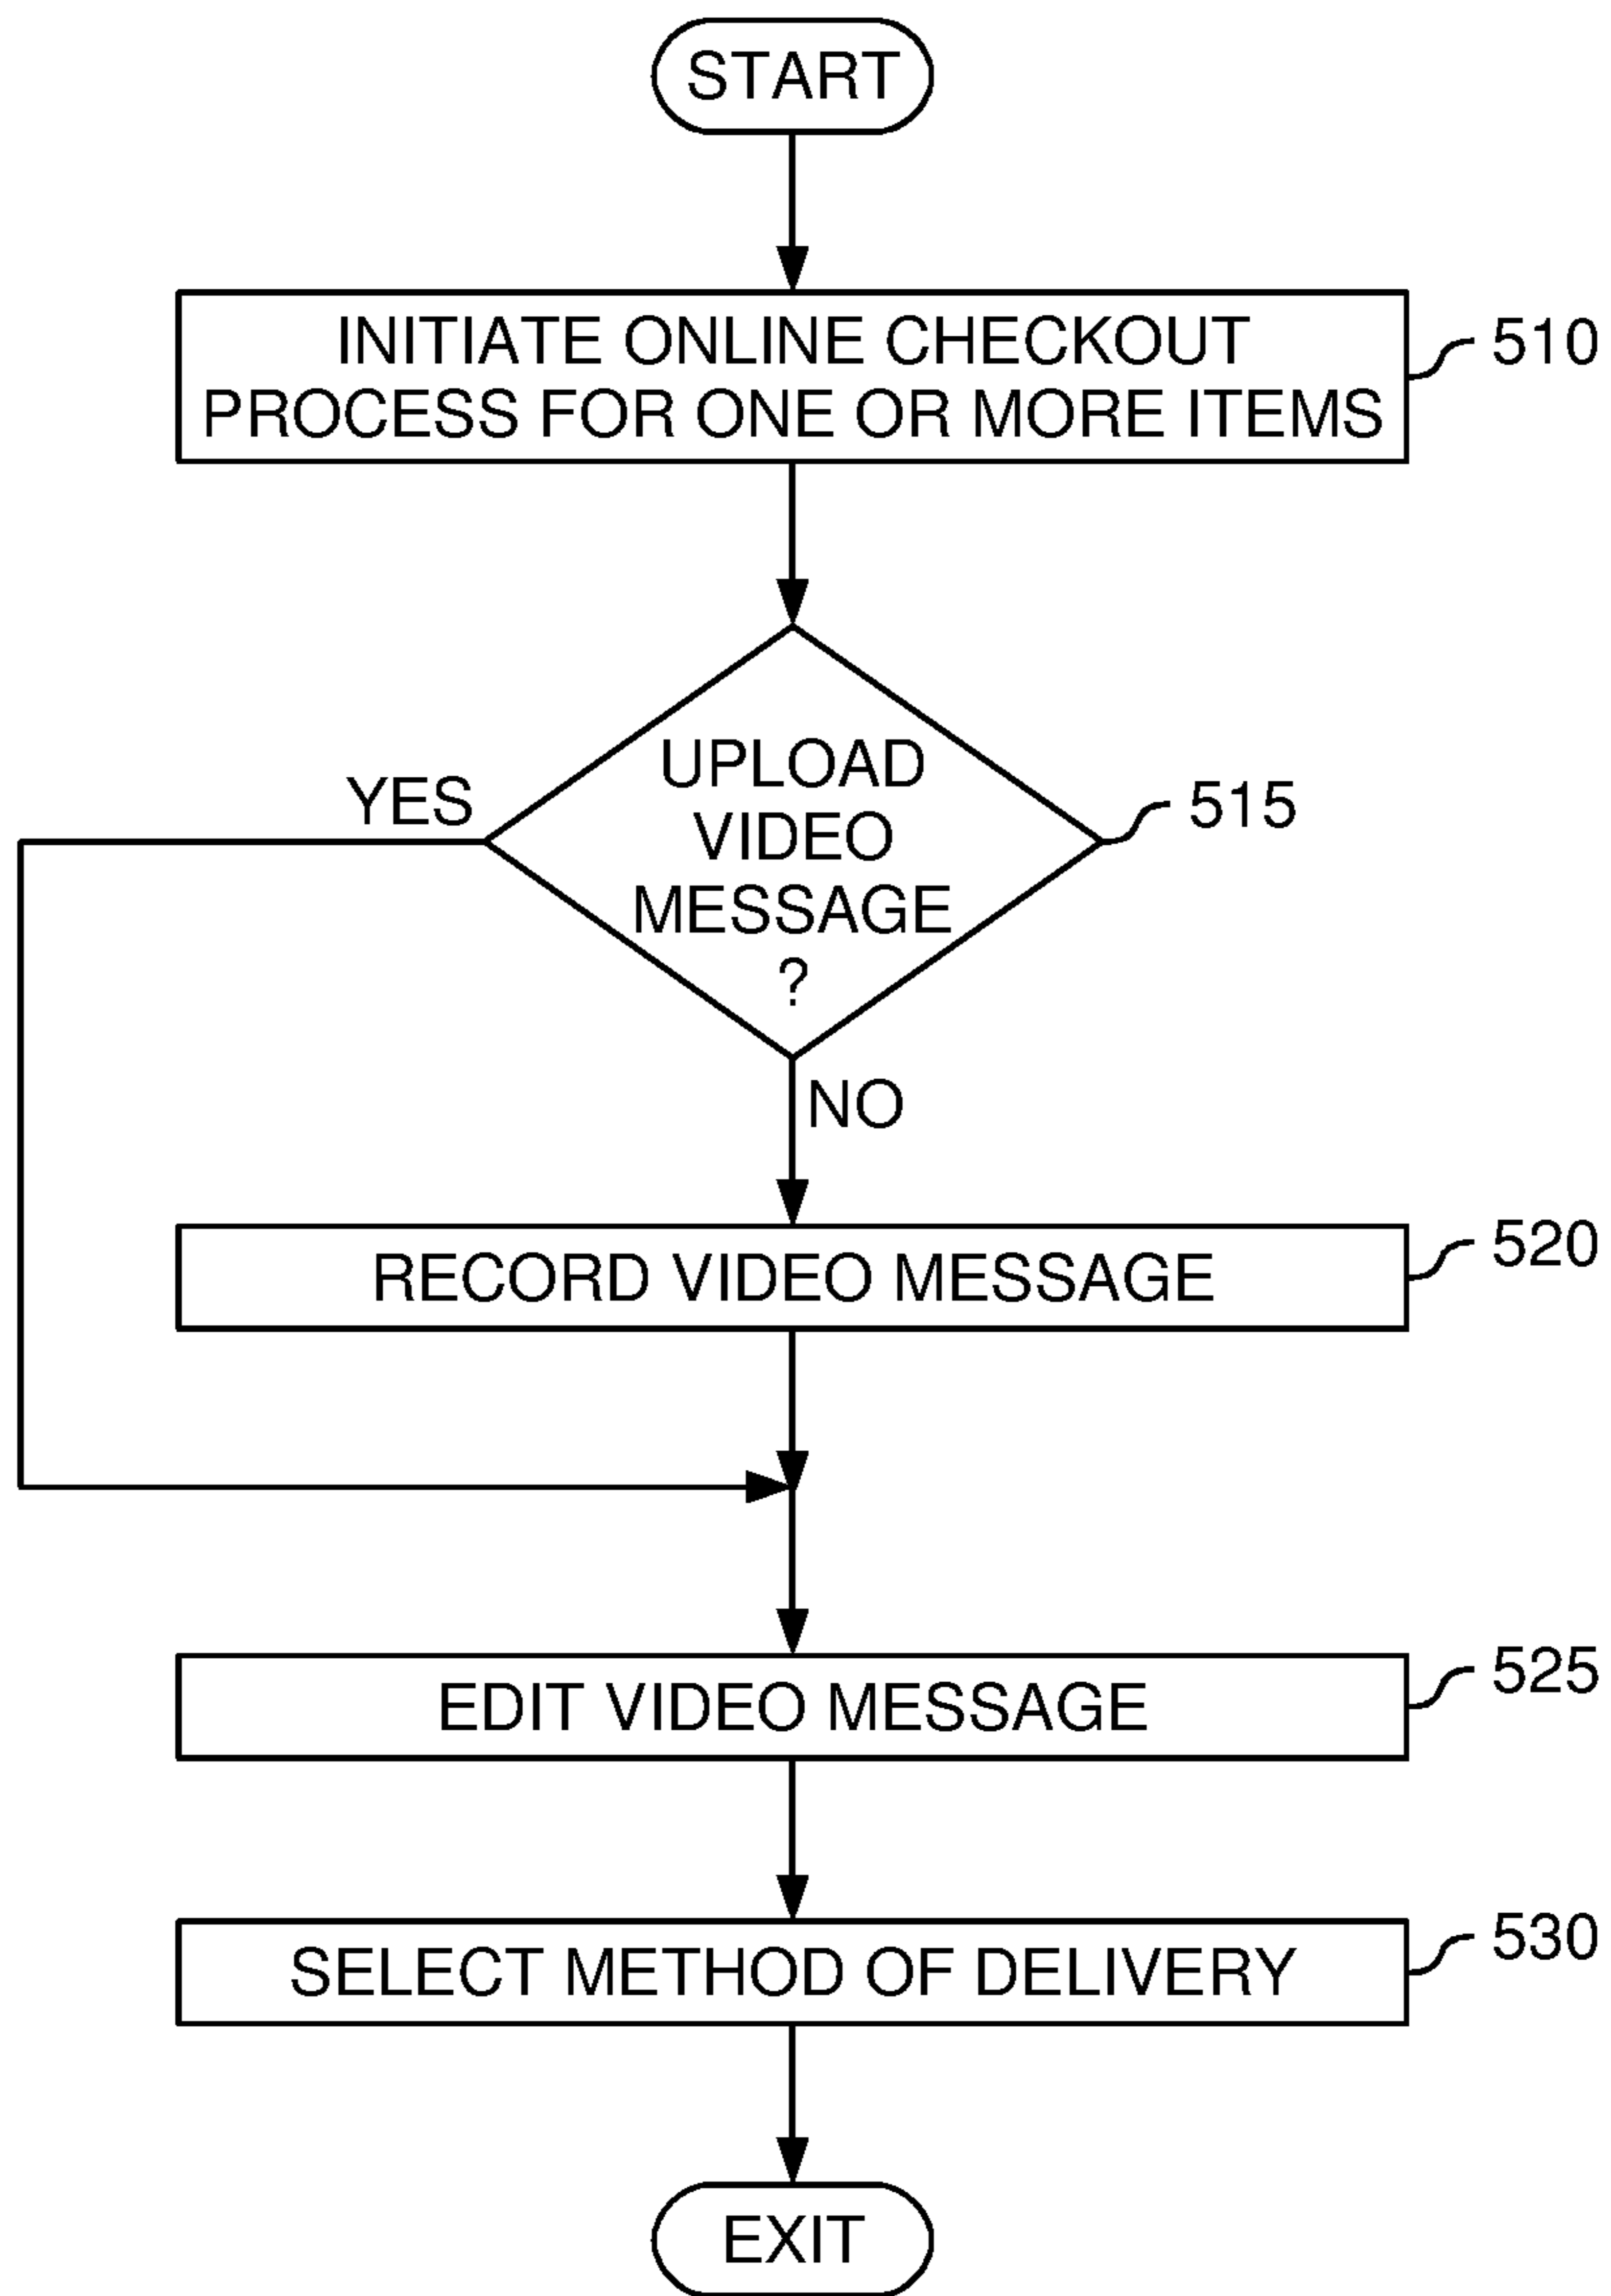 START
INITIATE ONLINE CHECKOUT
PROCESS FOR ONE OR MORE ITEMS
510
UPLOAD
VIDEO
MESSAGE
?
515
YES
NO
RECORD VIDEO MESSAGE
520
EDIT VIDEO MESSAGE
525
SELECT METHOD OF DELIVERY
530
EXIT